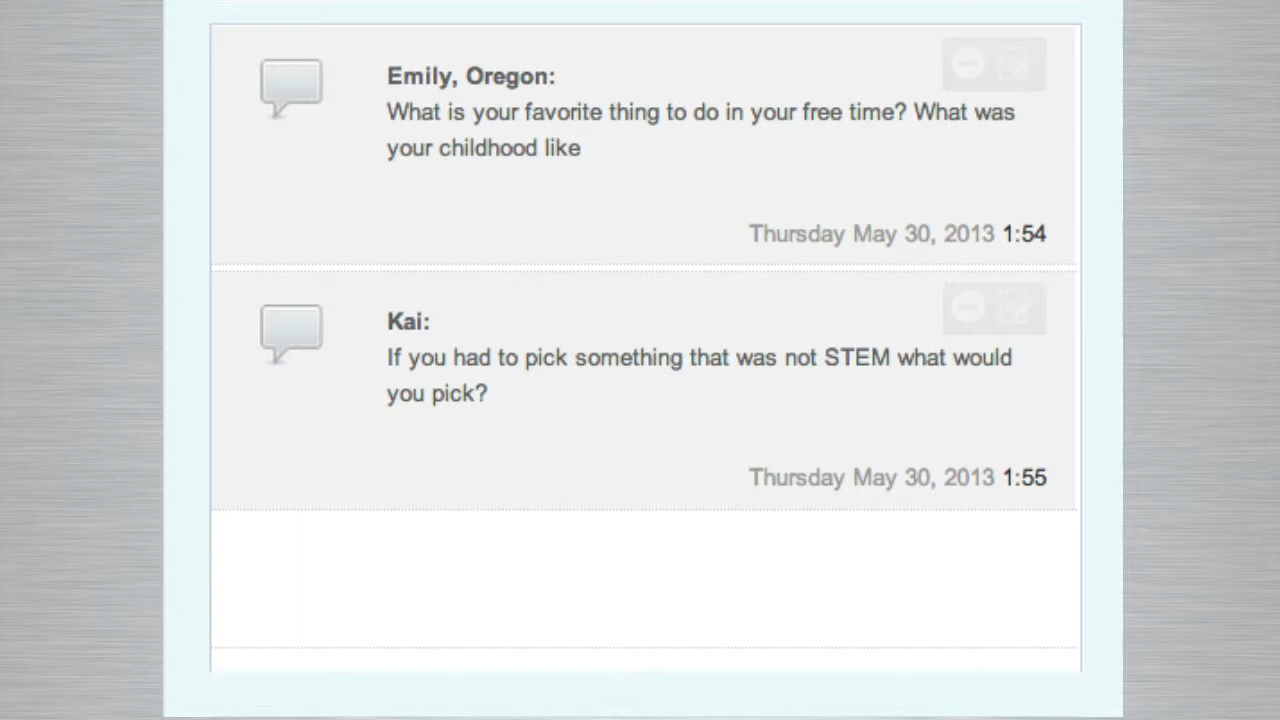 Emily, Oregon:
What is your favorite thing to do in your free time? What was
your childhood like
Thursday May 30, 2013 1:54
Kai:
If you had to pick something that was not STEM what would
you pick?
Thursday May 30, 2013 1:55